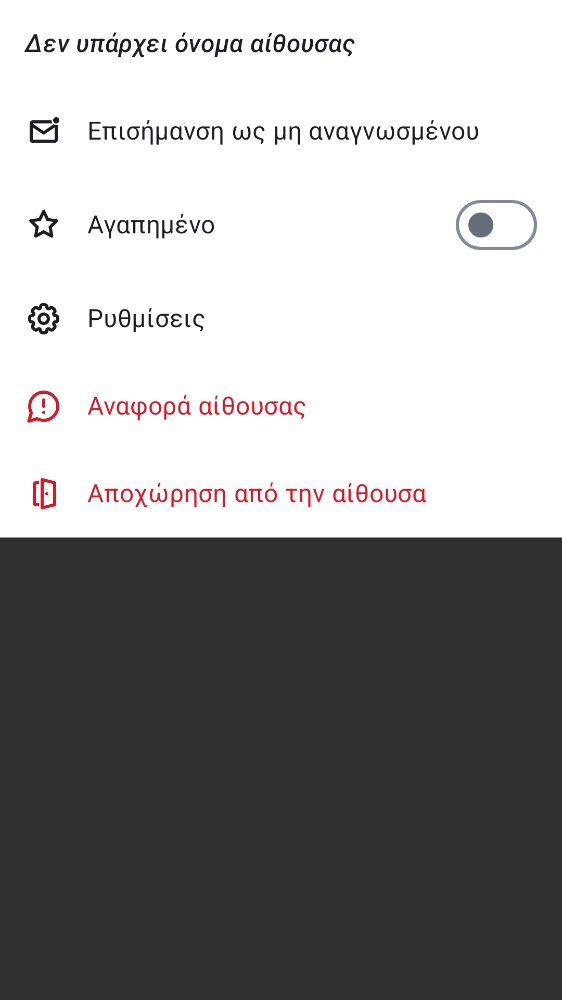 Δεν υπάρχει όνομα αίθουσας
Επισήμανση ως μη αναγνωσμένου
Αγαπημένο
Ρυθμίσεις
Αναφορά αίθουσας
Αποχώρηση από την αίθουσα